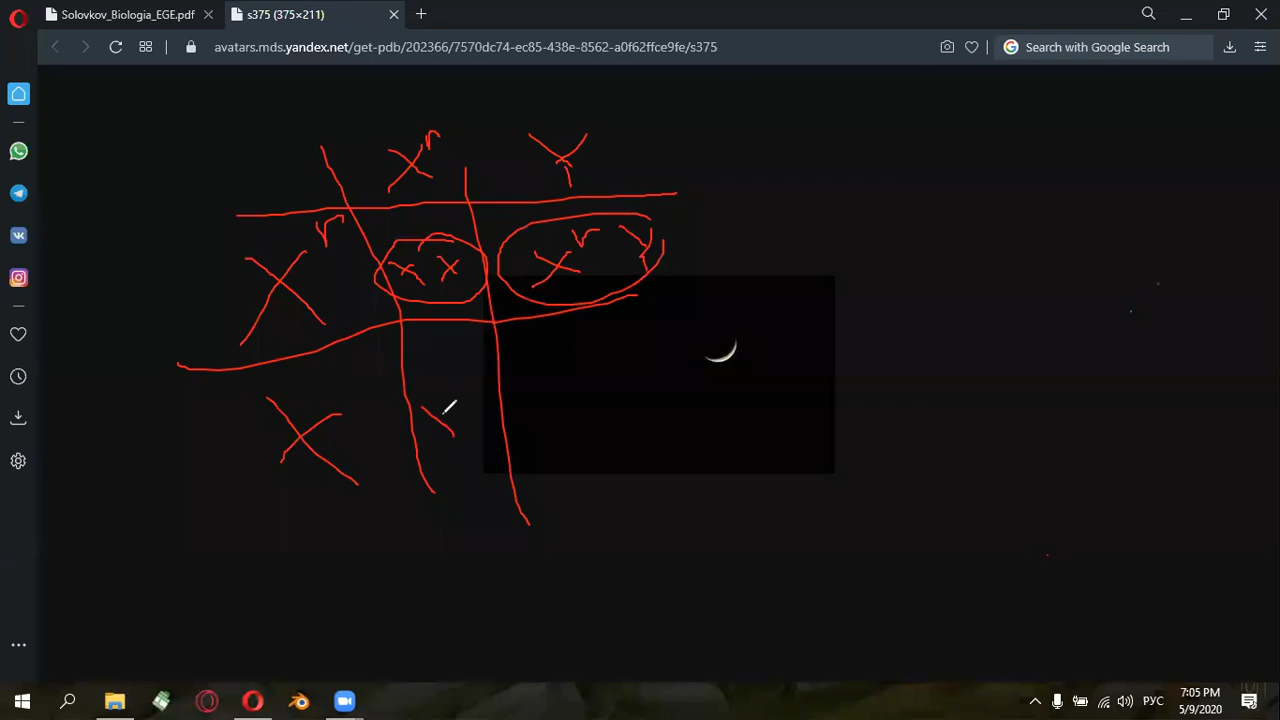 Solovkov_Biologia_EGE.pdf
s375 (375×211)
avatars.mds.yandex.net/get-pdb/202366/7570dc74-ec85-438e-8562-a0f62ffce9fe/s375
Search with Google Search
X^r Y
X^r X X X^r Y
X X
РУС
7:05 PM
5/9/2020